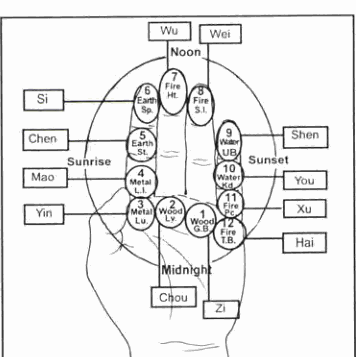 Wu
Wei
Noon
7
Fire
Ht.
6
Earth
Sp.
8
Fire
S.I.
Si
5
Earth
St.
9
Water
UB
Chen
Shen
Sunrise
Sunset
4
Metal
L.I.
10
Water
Kd.
Mao
You
3
Metal
Lu.
2
Wood
Ly.
1
Wood
G.B.
11
Fire
Pc.
12
Fire
T.B.
Yin
Xu
Hai
Midnight
Chou
Zi